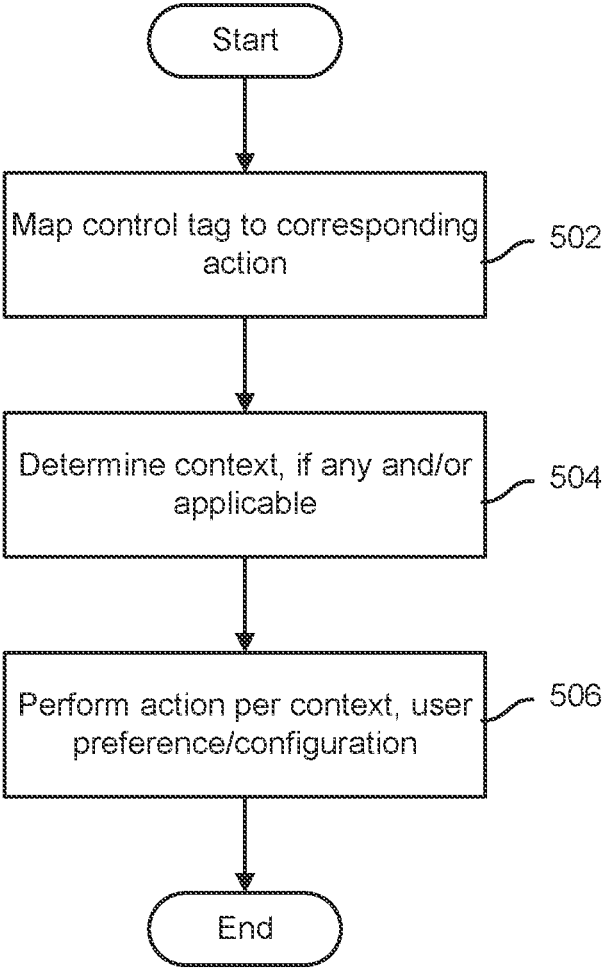 Start
Map control tag to corresponding
action
502
Determine context, if any and/or
applicable
504
Perform action per context, user
preference/configuration
506
End